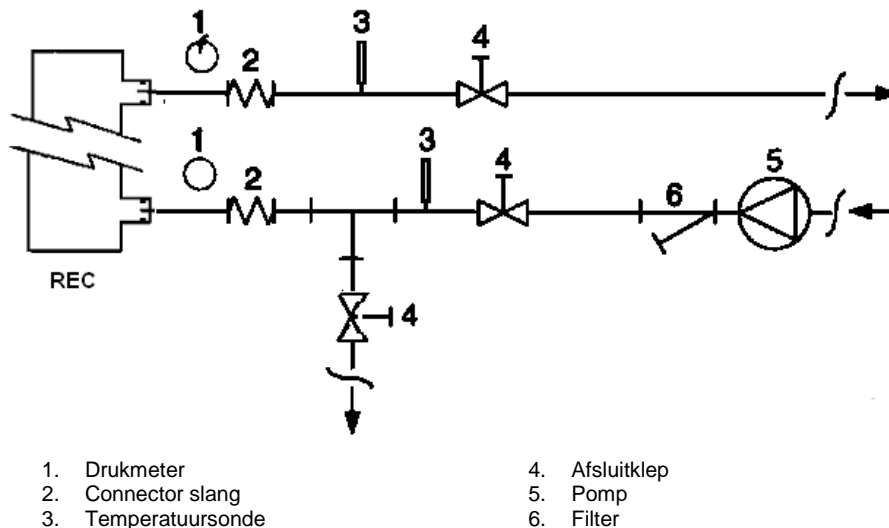 1
3
4
2
1
3
4
5
2
6
REC
4
1. Drukmeter
2. Connector slang
3. Temperatuursonde
4. Afsluitklep
5. Pomp
6. Filter